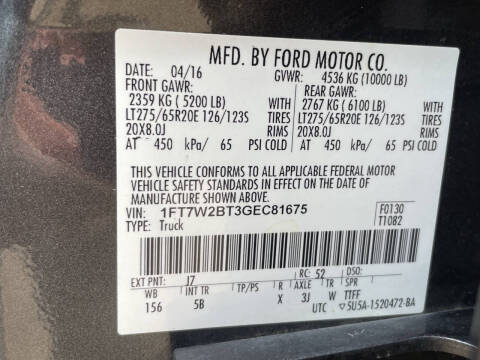 MFD. BY FORD MOTOR CO.
DATE: 04/16 GVWR: 4536 KG (10000 LB)
FRONT GAWR: REAR GAWR:
2359 KG ( 5200 LB) 2767 KG ( 6100 LB)
LT275/65R20E 126/123S TIRES LT275/65R20E 126/123S TIRES
20X8.0J RIMS 20X8.0J RIMS
AT 450 kPa/ 65 PSI COLD AT 450 kPa/ 65 PSI COLD
THIS VEHICLE CONFORMS TO ALL APPLICABLE FEDERAL MOTOR
VEHICLE SAFETY STANDARDS IN EFFECT ON THE DATE OF
MANUFACTURE SHOWN ABOVE.
VIN: 1FT7W2BT3GEC81675 F0130
TYPE: Truck T1082
EXT PNT: J7 RC: 52 DSO:
WB INT TR TP/PS R AXLE TR SPR
156 5B X 3J W TTFF
UTC SU5A-1520472-BA